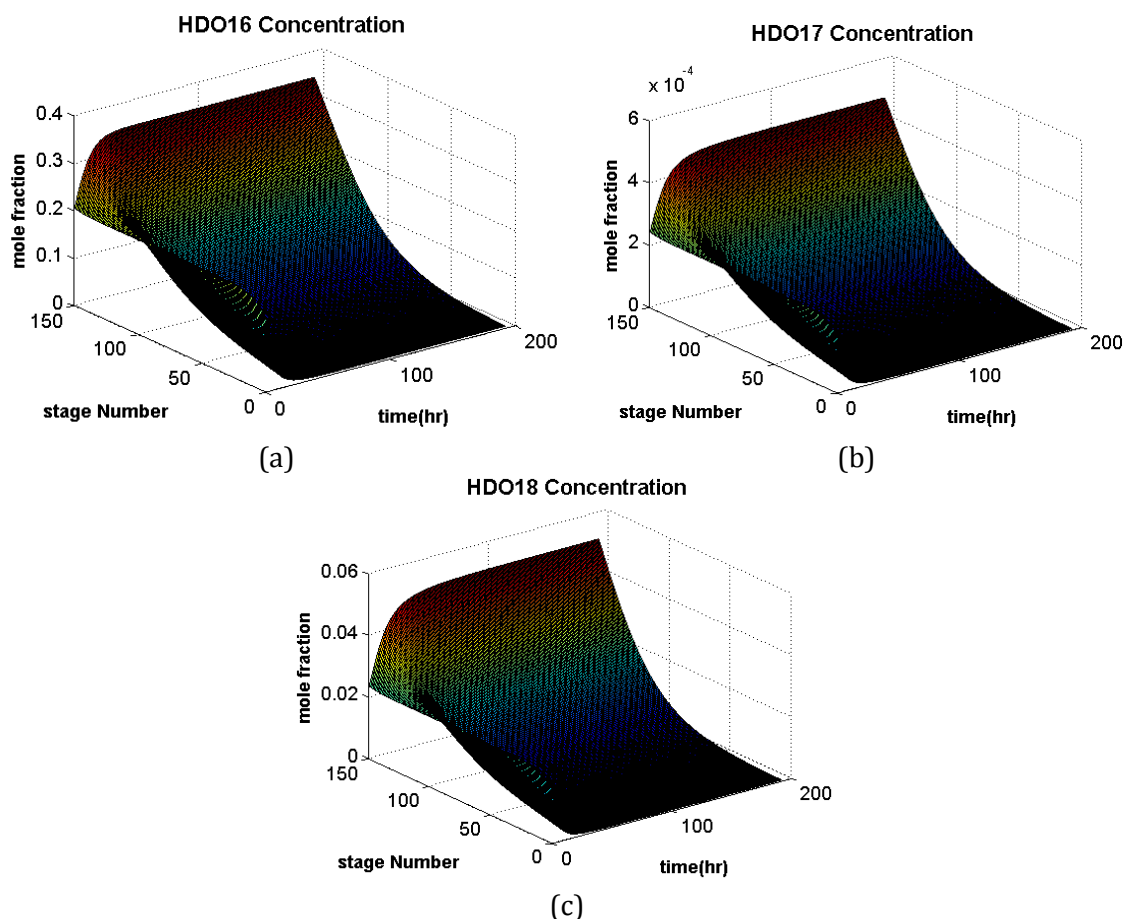 HDO16 Concentration
mole fraction
0.4
0.3
0.2
0.1
0
150
100
50
0
stage Number
0
100
200
time(hr)
(a)
HDO17 Concentration
x 10^-4
mole fraction
6
4
2
0
150
100
50
0
stage Number
0
100
200
time(hr)
(b)
HDO18 Concentration
mole fraction
0.06
0.04
0.02
0
150
100
50
0
stage Number
0
100
200
time(hr)
(c)